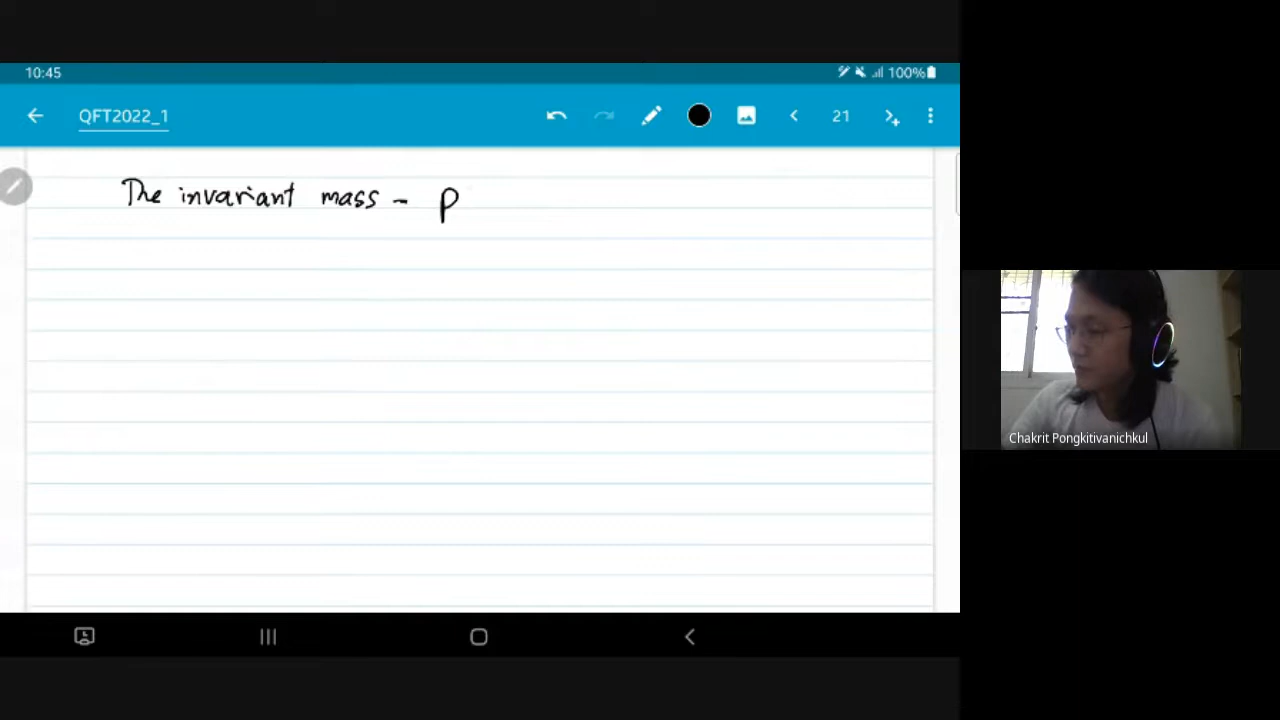 10:45
100%
QFT2022_1
21
The invariant mass - P
Chakrit Pongkitivanichkul